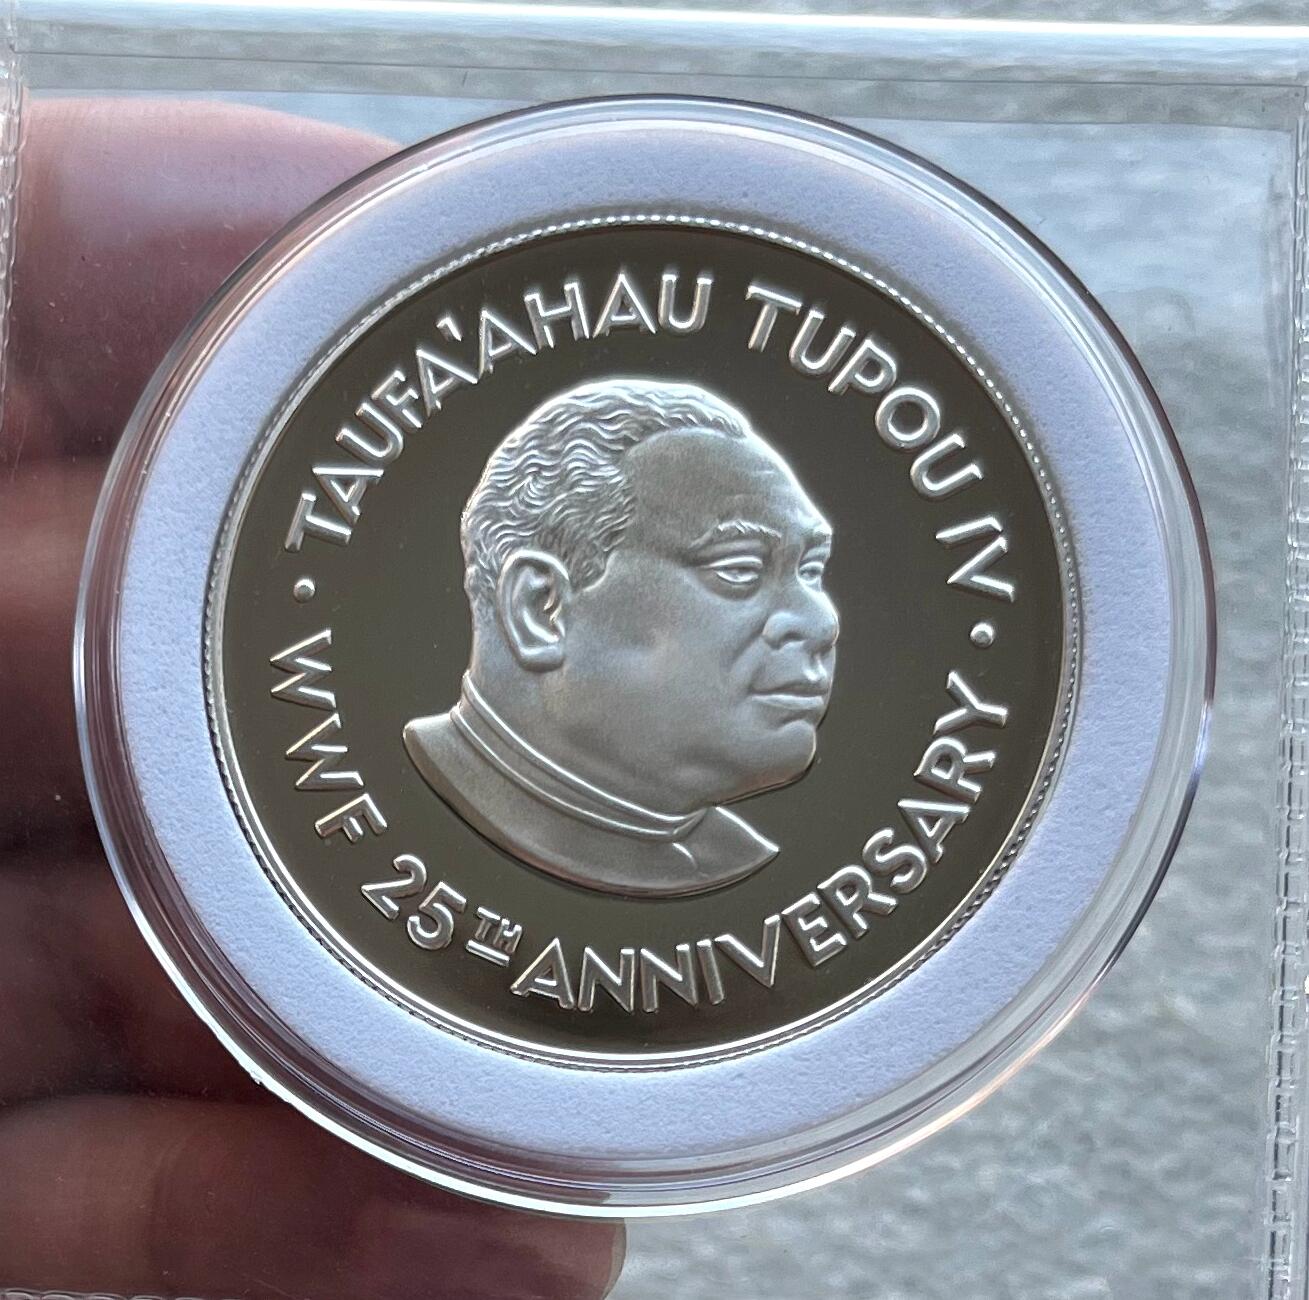 · TAUFA'AHAU TUPOU IV ·
WWF 25TH ANNIVERSARY